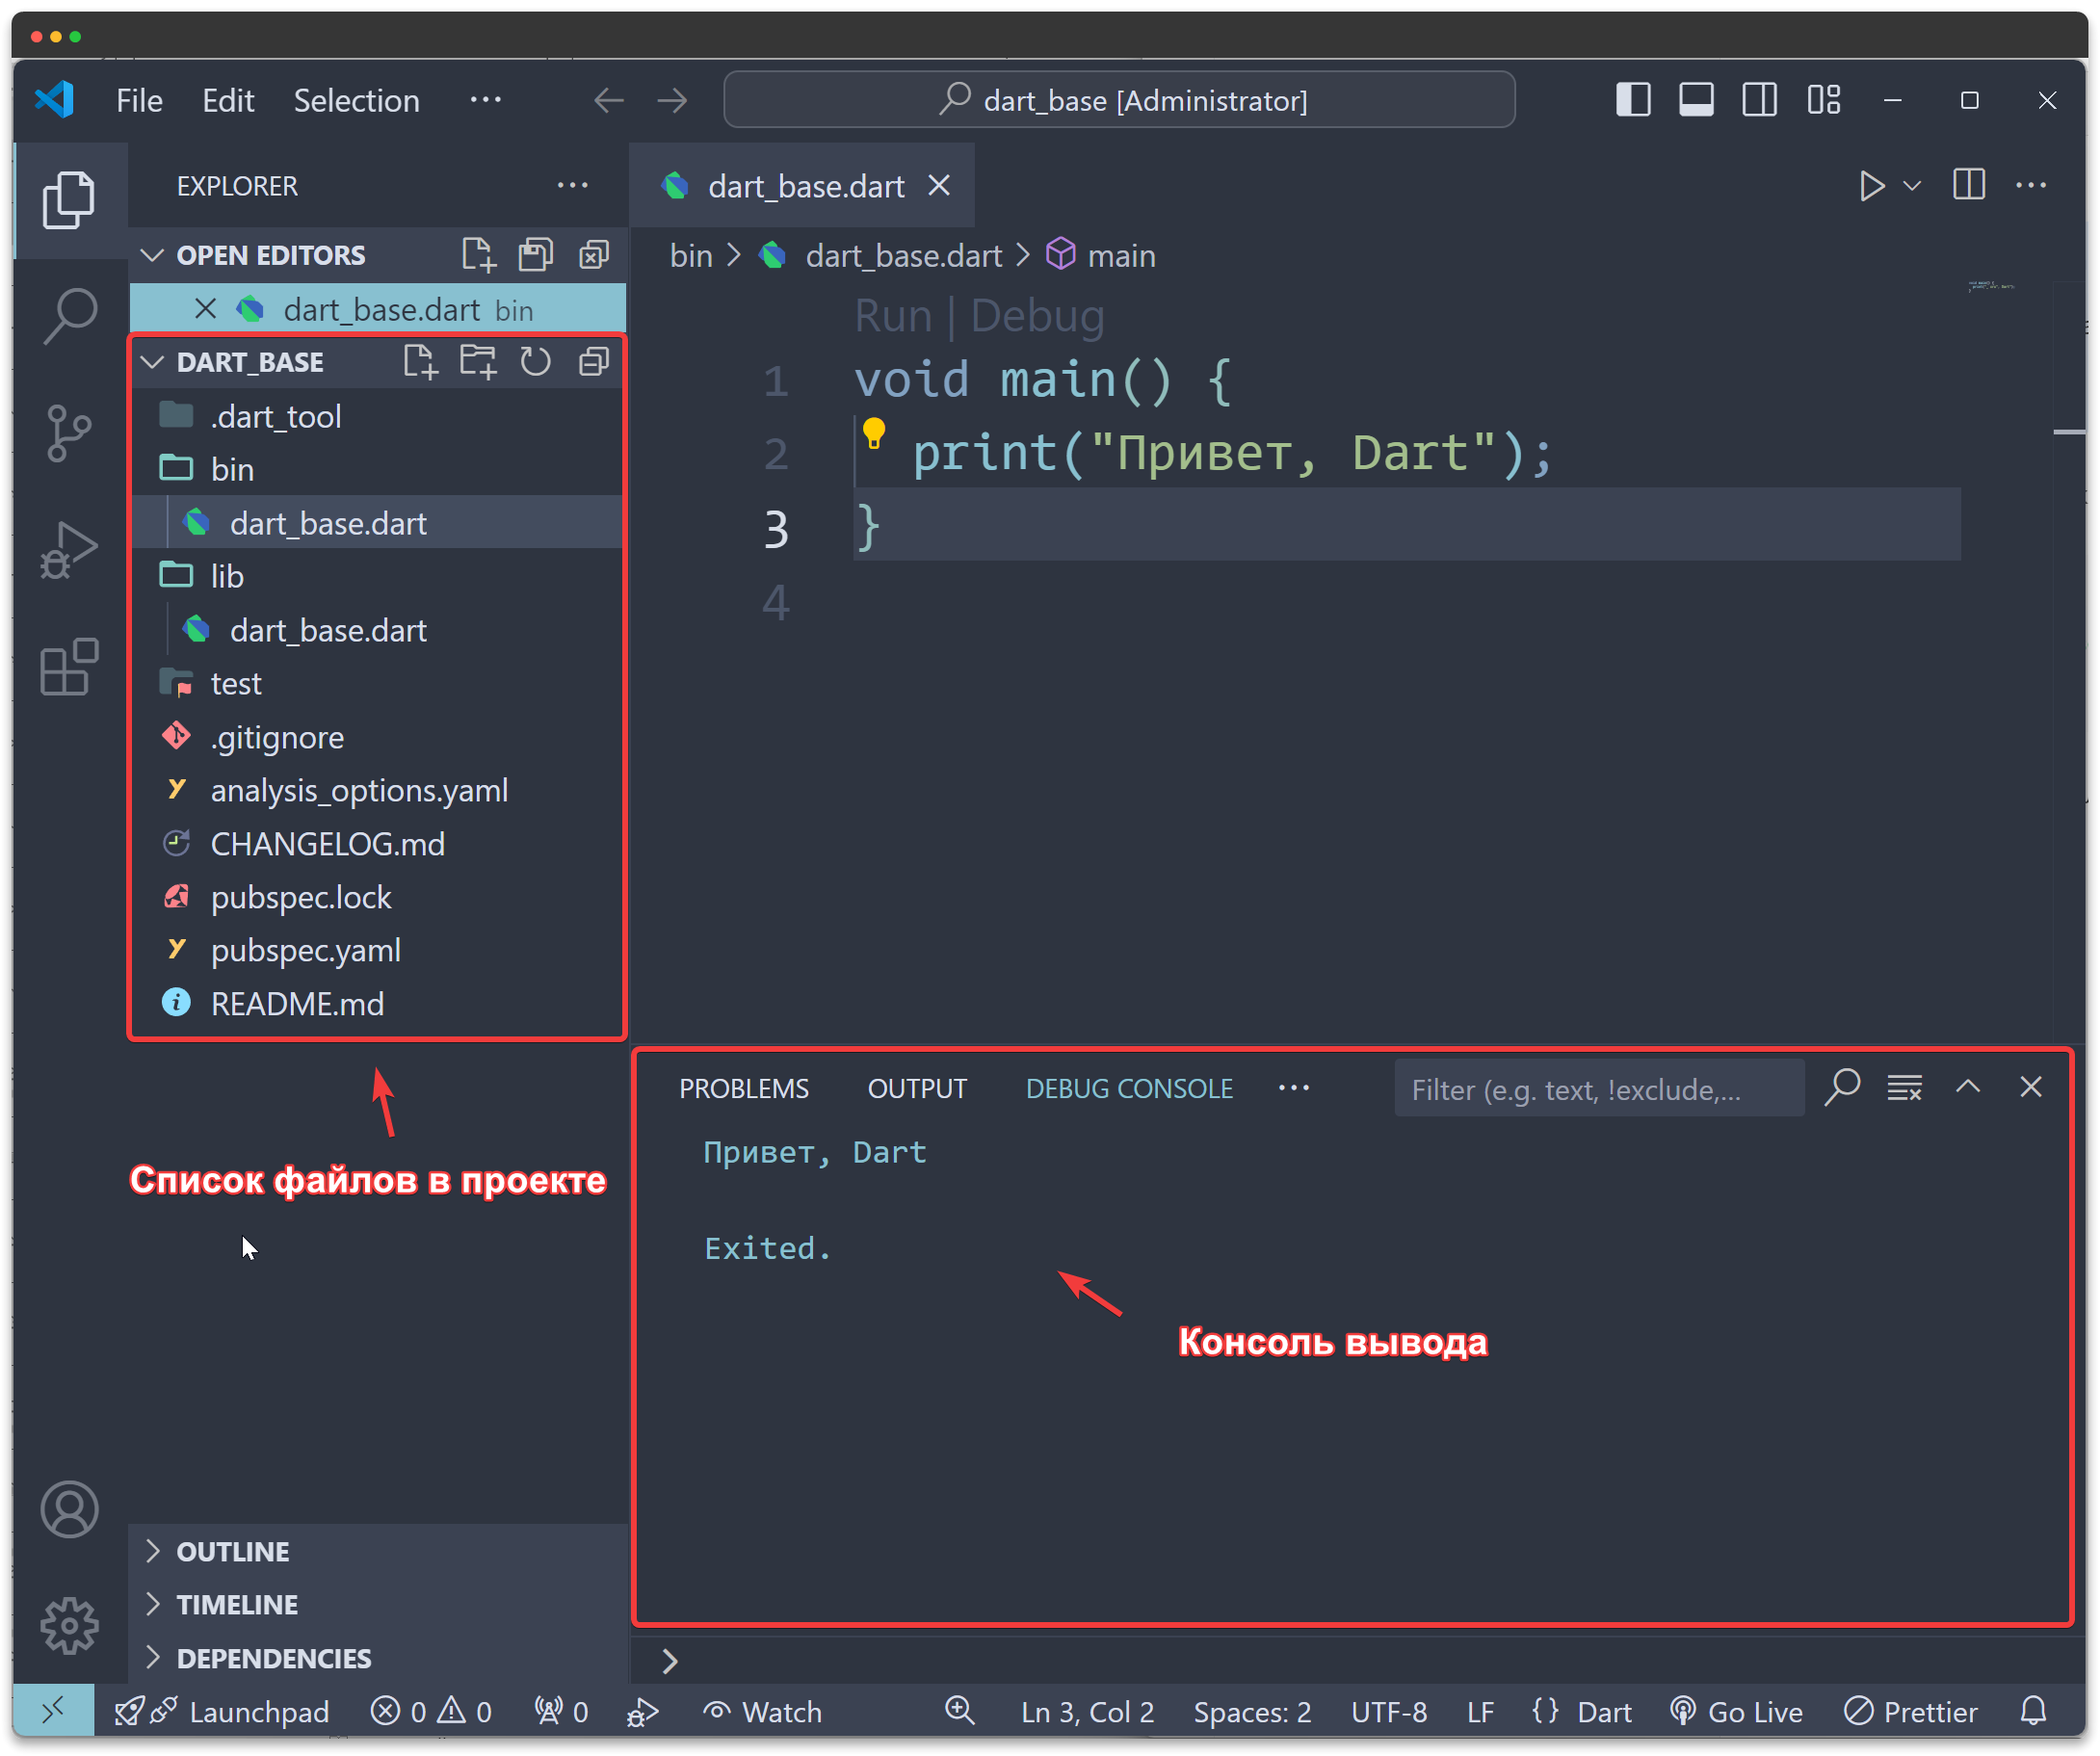 File Edit Selection ···
dart_base [Administrator]
EXPLORER ···
OPEN EDITORS
dart_base.dart bin
DART_BASE
.dart_tool
bin
dart_base.dart
lib
dart_base.dart
test
.gitignore
analysis_options.yaml
CHANGELOG.md
pubspec.lock
pubspec.yaml
README.md
Список файлов в проекте
OUTLINE
TIMELINE
DEPENDENCIES
dart_base.dart
bin > dart_base.dart > main
Run | Debug
1 void main() {
2 print("Привет, Dart");
3 }
4
PROBLEMS OUTPUT DEBUG CONSOLE ··· Filter (e.g. text, !exclude,...
Привет, Dart
Exited.
Консоль вывода
>
Launchpad 0 0 0 Watch Ln 3, Col 2 Spaces: 2 UTF-8 LF {} Dart Go Live Prettier